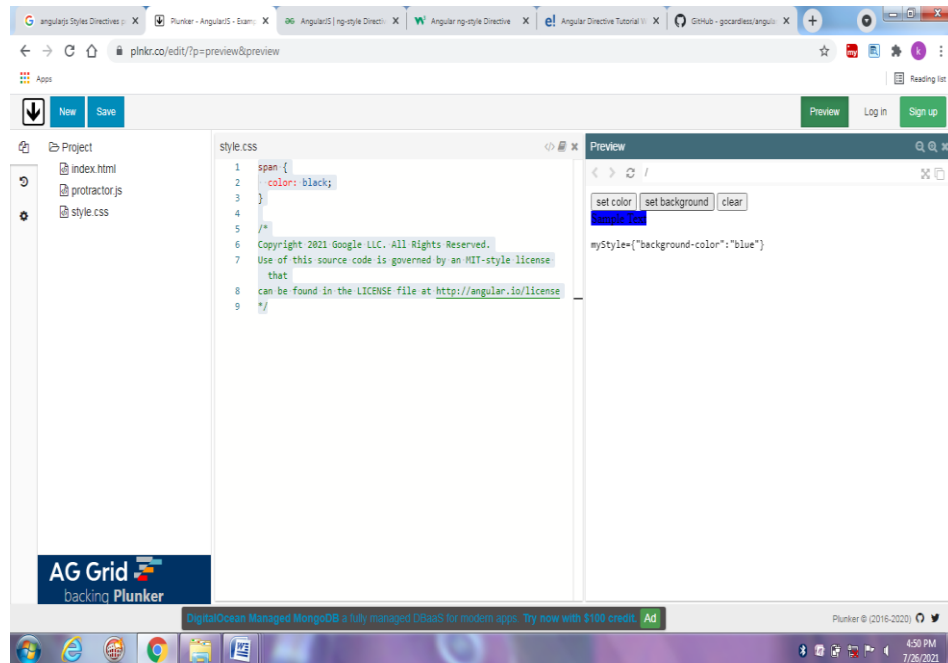 angularjs Styles Directives p
Plunker - AngularJS - Examp
AngularJS | ng-style Directiv
Angular ng-style Directive
Angular Directive Tutorial W
GitHub - gocardless/angular
plnkr.co/edit/?p=preview&preview
Apps
Reading list
New
Save
Preview
Log in
Sign up
Project
index.html
protractor.js
style.css
style.css
1 span {
2 color: black;
3 }
4
5 /*
6 Copyright 2021 Google LLC. All Rights Reserved.
7 Use of this source code is governed by an MIT-style license
that
8 can be found in the LICENSE file at http://angular.io/license
9 */
Preview
/
set color
set background
clear
Sample Text
myStyle={"background-color":"blue"}
AG Grid
backing Plunker
DigitalOcean Managed MongoDB a fully managed DBaaS for modern apps. Try now with $100 credit. Ad
Plunker © (2016-2020)
4:50 PM
7/26/2021